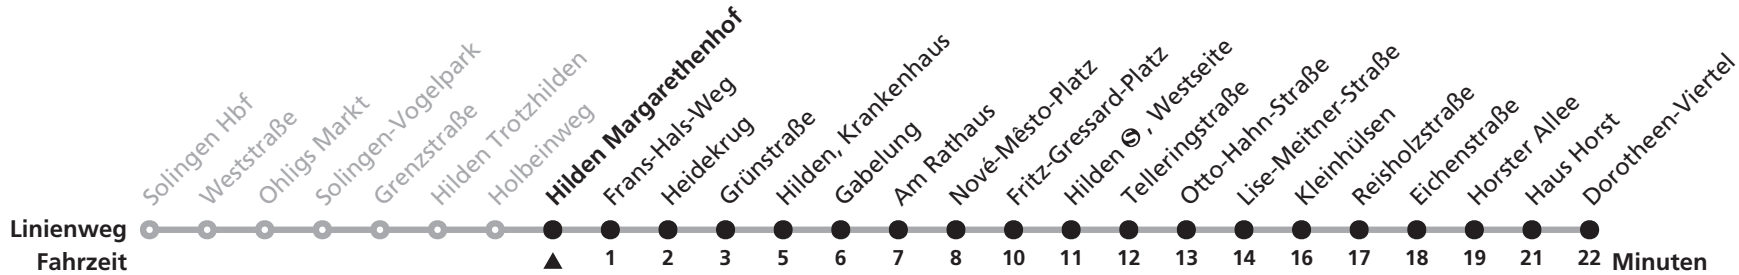 Solingen Hbf
Weststraße
Ohligs Markt
Solingen-Vogelpark
Grenzstraße
Hilden Trotzhilden
Holbeinweg
Hilden Margarethenhof
Frans-Hals-Weg
Heidekrug
Grünstraße
Hilden, Krankenhaus
Gabelung
Am Rathaus
Nové-Mêsto-Platz
Fritz-Gressard-Platz
Hilden S, Westseite
Telleringstraße
Otto-Hahn-Straße
Lise-Meitner-Straße
Kleinhülsen
Reisholzstraße
Eichenstraße
Horster Allee
Haus Horst
Dorotheen-Viertel
Linienweg
Fahrzeit 1 2 3 5 6 7 8 10 11 12 13 14 16 17 18 19 21 22 Minuten